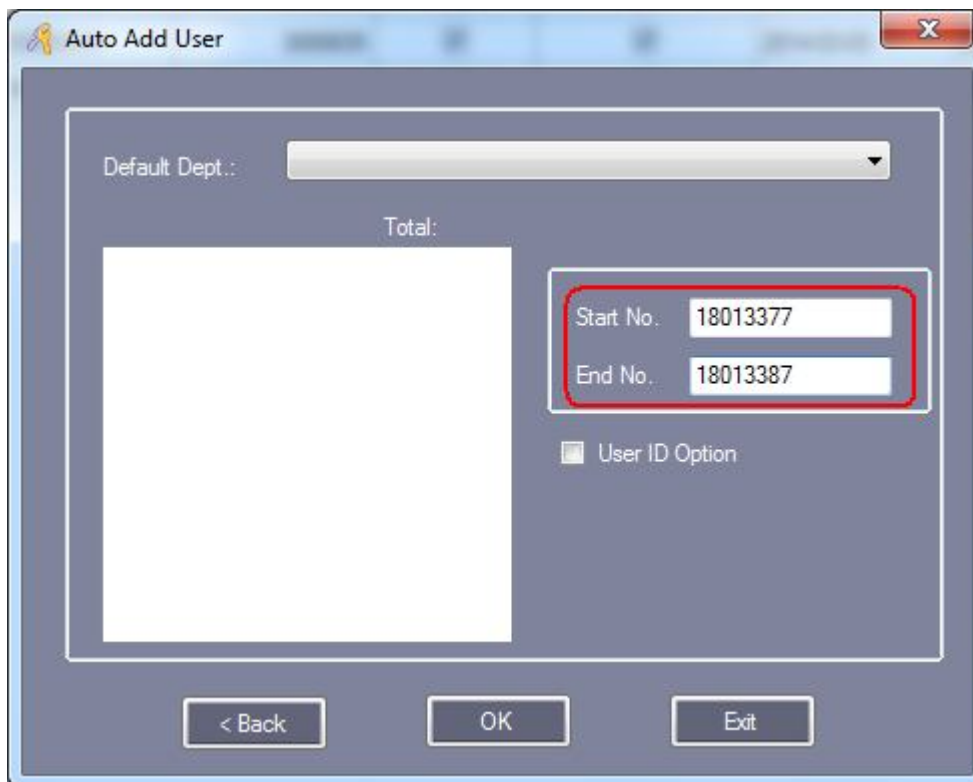 Auto Add User
Default Dept.:
Total:
Start No. 18013377
End No. 18013387
User ID Option
< Back OK Exit